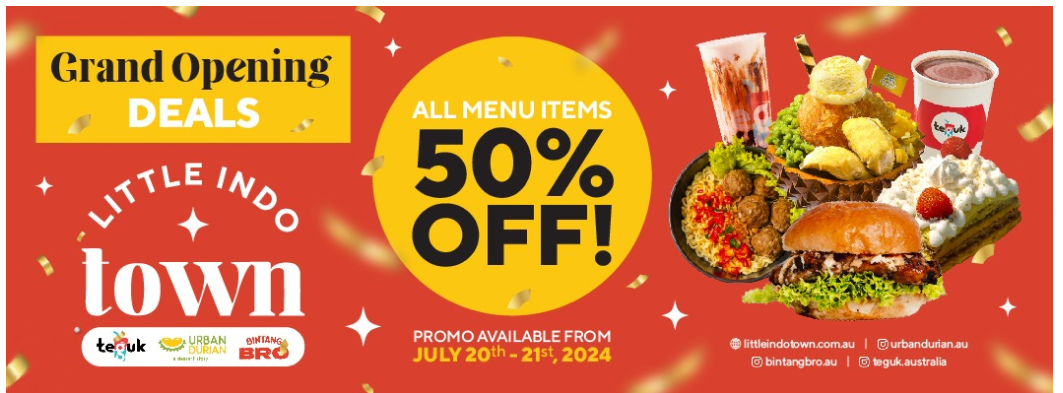 Grand Opening
DEALS
LITTLE INDO
town
teguk
URBAN
DURIAN
a dessert story
BINTANG
BRO
ALL MENU ITEMS
50%
OFF!
PROMO AVAILABLE FROM
JULY 20th - 21st, 2024
teguk
littleindotown.com.au | urbandurian.au
bintangbro.au | teguk.australia